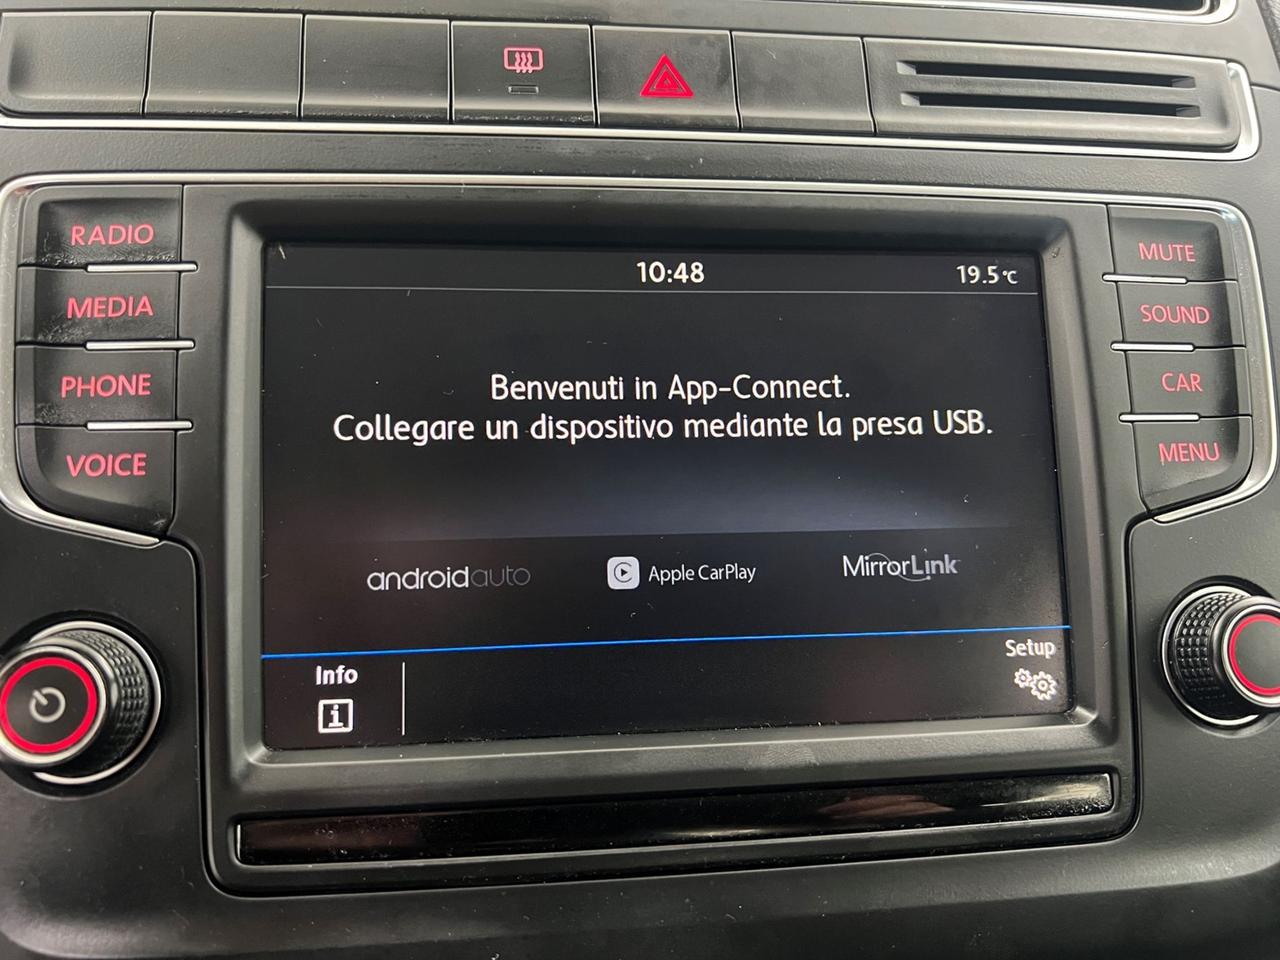 RADIO
MEDIA
PHONE
VOICE
10:48
19.5°C
Benvenuti in App-Connect.
Collegare un dispositivo mediante la presa USB.
androidauto
Apple CarPlay
MirrorLink
Info
i
Setup
MUTE
SOUND
CAR
MENU